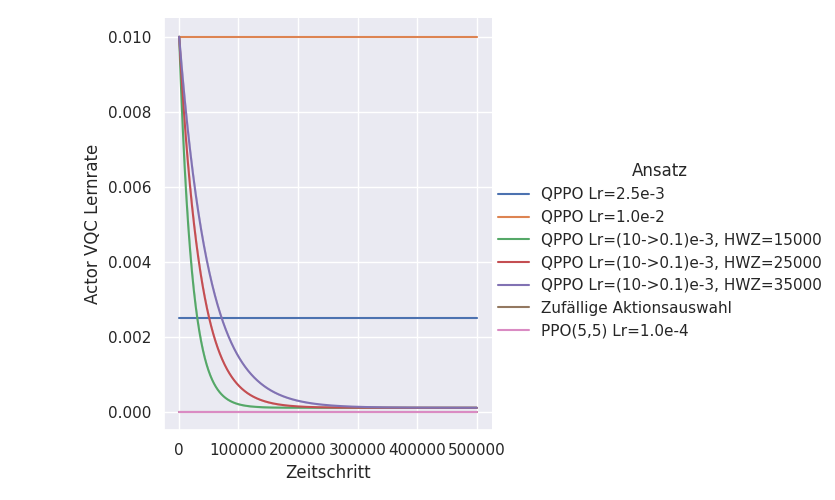 0.010
0.008
0.006
0.004
0.002
0.000
Actor VQC Lernrate
0 100000 200000 300000 400000 500000
Zeitschritt
Ansatz
QPPO Lr=2.5e-3
QPPO Lr=1.0e-2
QPPO Lr=(10->0.1)e-3, HWZ=15000
QPPO Lr=(10->0.1)e-3, HWZ=25000
QPPO Lr=(10->0.1)e-3, HWZ=35000
Zufällige Aktionsauswahl
PPO(5,5) Lr=1.0e-4